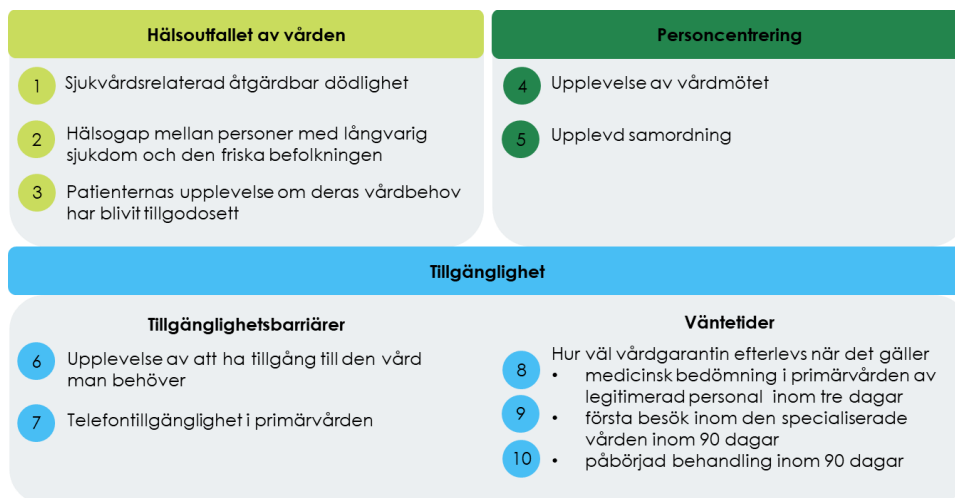 Hälsoutfallet av vården
1 Sjukvårdsrelaterad åtgärdbar dödlighet
2 Hälsogap mellan personer med långvarig
sjukdom och den friska befolkningen
3 Patienternas upplevelse om deras vårdbehov
har blivit tillgodosett
Personcentrering
4 Upplevelse av vårdmötet
5 Upplevd samordning
Tillgänglighet
Tillgänglighetsbarriärer
6 Upplevelse av att ha tillgång till den vård
man behöver
7 Telefontillgänglighet i primärvården
Väntetider
Hur väl vårdgarantin efterlevs när det gäller
8 • medicinsk bedömning i primärvården av
legitimerad personal inom tre dagar
9 • första besök inom den specialiserade
vården inom 90 dagar
10 • påbörjad behandling inom 90 dagar